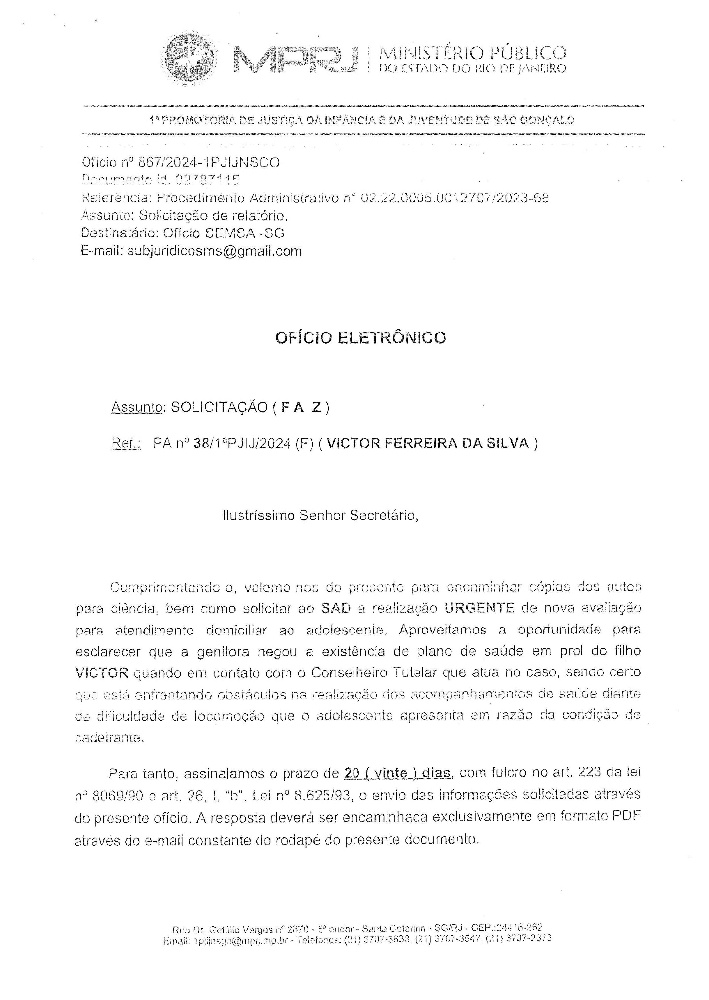 MPRJ MINISTÉRIO PÚBLICO
DO ESTADO DO RIO DE JANEIRO
1ª PROMOTORIA DE JUSTIÇA DA INFÂNCIA E DA JUVENTUDE DE SÃO GONÇALO
Ofício nº 867/2024-1PJIJNSCO
Documento id. 02787115
Referência: Procedimento Administrativo n° 02.22.0005.0012707/2023-68
Assunto: Solicitação de relatório.
Destinatário: Ofício SEMSA -SG
E-mail: subjuridicosms@gmail.com
OFÍCIO ELETRÔNICO
Assunto: SOLICITAÇÃO ( F A Z )
Ref.: PA nº 38/1ªPJIJ/2024 (F) ( VICTOR FERREIRA DA SILVA )
Ilustríssimo Senhor Secretário,
Cumprimentando o, valemo nos do presente para encaminhar cópias dos autos
para ciência, bem como solicitar ao SAD a realização URGENTE de nova avaliação
para atendimento domiciliar ao adolescente. Aproveitamos a oportunidade para
esclarecer que a genitora negou a existência de plano de saúde em prol do filho
VICTOR quando em contato com o Conselheiro Tutelar que atua no caso, sendo certo
que está enfrentando obstáculos na realização dos acompanhamentos de saúde diante
da dificuldade de locomoção que o adolescente apresenta em razão da condição de
cadeirante.
Para tanto, assinalamos o prazo de 20 ( vinte ) dias, com fulcro no art. 223 da lei
nº 8069/90 e art. 26, I, “b”, Lei nº 8.625/93, o envio das informações solicitadas através
do presente ofício. A resposta deverá ser encaminhada exclusivamente em formato PDF
através do e-mail constante do rodapé do presente documento.
Rua Dr. Getúlio Vargas nº 2670 - 5º andar - Santa Catarina - SG/RJ - CEP.:24416-262
Email: 1pjijnsgo@mprj.mp.br - Telefones: (21) 3707-3638, (21) 3707-3547, (21) 3707-2376